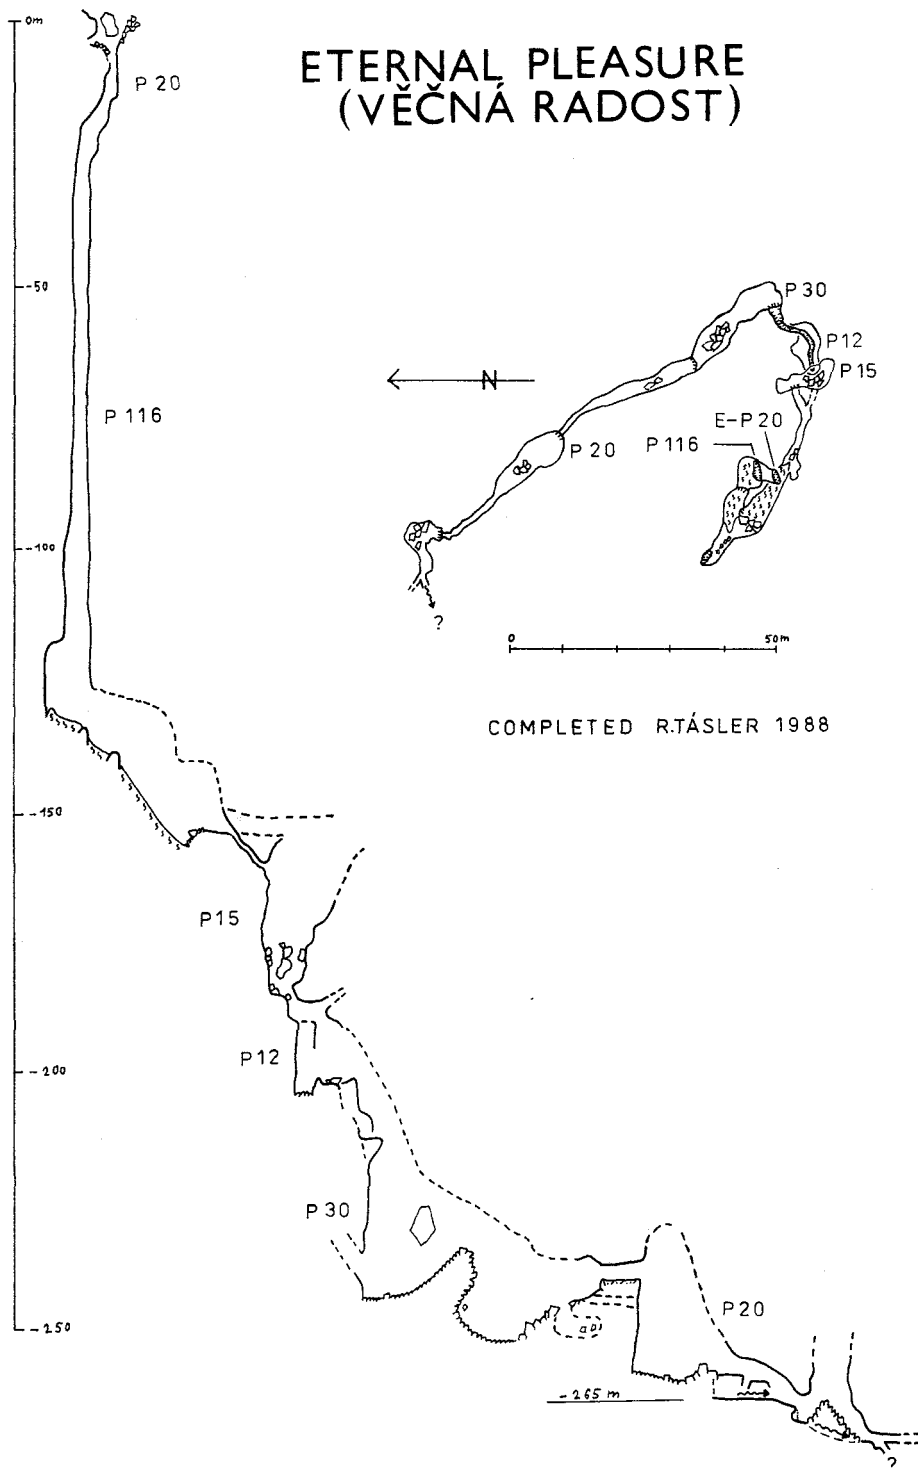 0m
P 20
ETERNAL PLEASURE
(VĚČNÁ RADOST)
-50
P 30
P12
P15
N
E-P20
P 20
P 116
P 116
-100
?
0
50m
COMPLETED R.TÁSLER 1988
-150
P15
P12
-200
P 30
P20
-250
-265 m
?